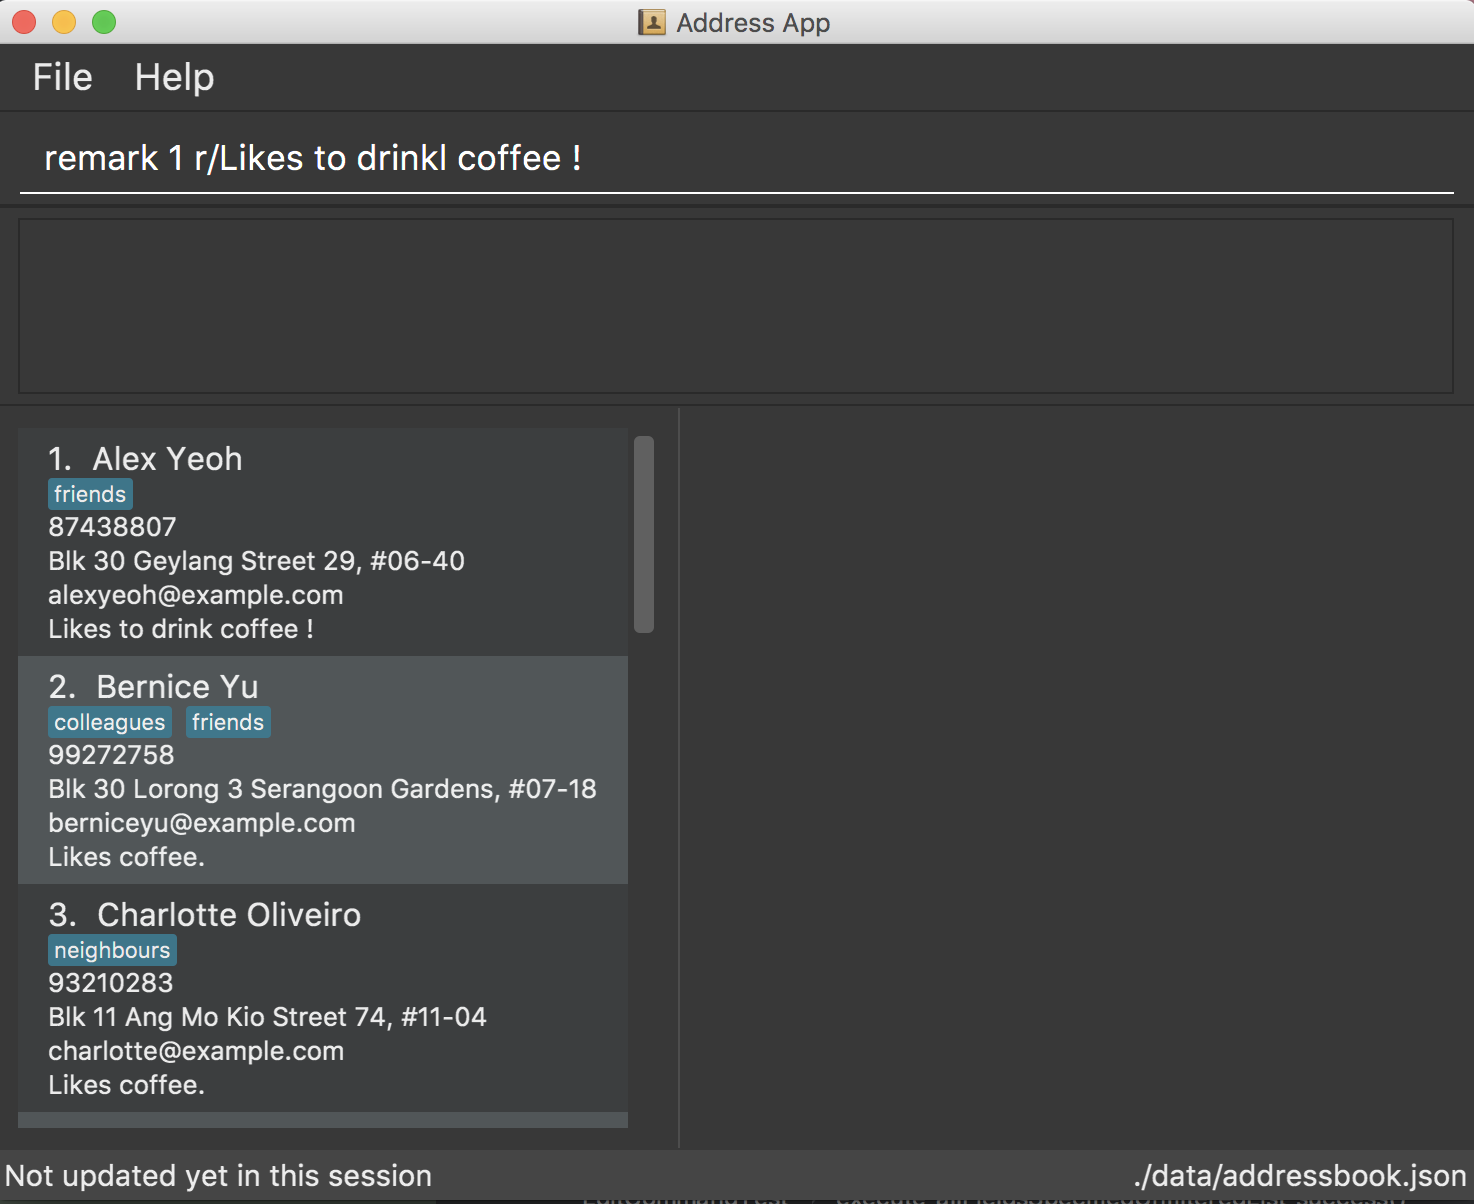 Address App
File Help
remark 1 r/Likes to drinkl coffee !
1. Alex Yeoh
friends
87438807
Blk 30 Geylang Street 29, #06-40
alexyeoh@example.com
Likes to drink coffee !
2. Bernice Yu
colleagues friends
99272758
Blk 30 Lorong 3 Serangoon Gardens, #07-18
berniceyu@example.com
Likes coffee.
3. Charlotte Oliveiro
neighbours
93210283
Blk 11 Ang Mo Kio Street 74, #11-04
charlotte@example.com
Likes coffee.
Not updated yet in this session ./data/addressbook.json